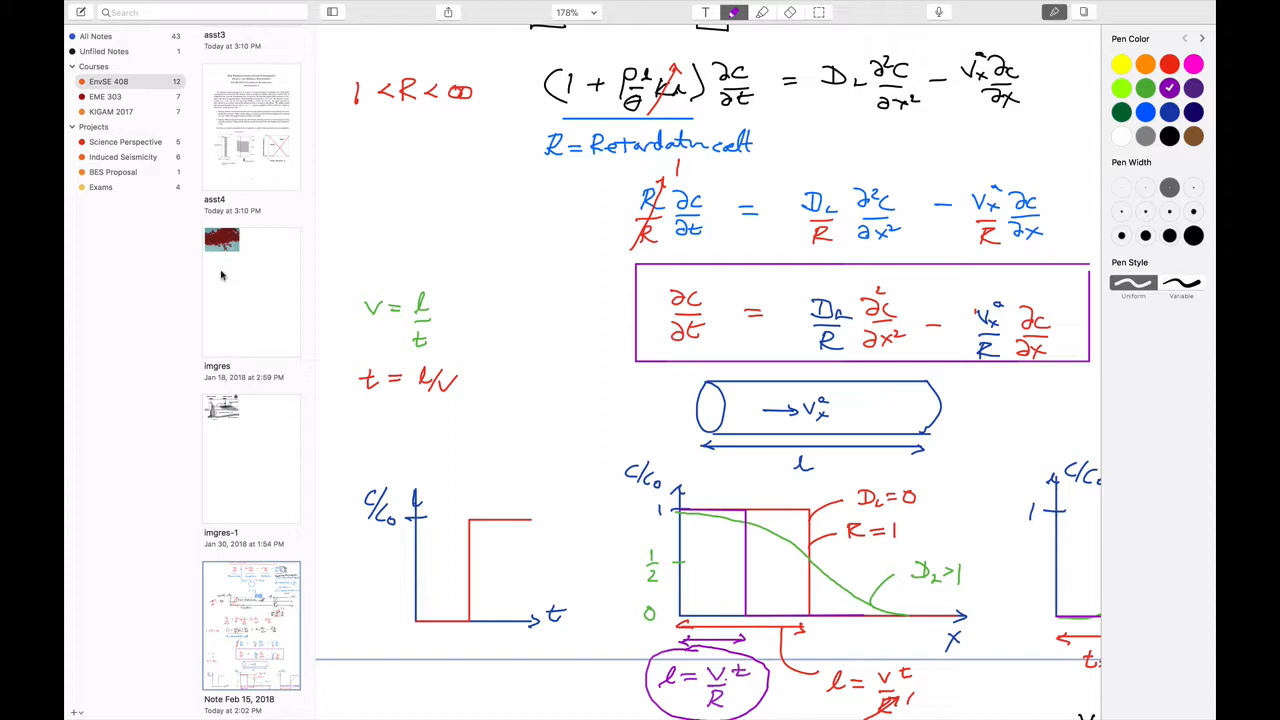 178%
T
asst3
Today at 3:10 PM
All Notes 43
Unfiled Notes 1
Courses
EnvSE 408 12
EME 303 7
KIGAM 2017
Projects
Science Perspective 5
Induced Seismicity 6
BES Proposal 1
Exams 4
asst4
Today at 3:10 PM
imgres
Jan 18, 2018 at 2:59 PM
imgres-1
Jan 30, 2018 at 1:54 PM
Note Feb 15, 2018
Today at 2:02 PM
1 < R < ∞
∂c/∂t = D_L ∂²c/∂x² − V_x^a ∂c/∂x
R = Retardation
1
R/R ∂c/∂t = D_L/R ∂²c/∂x² − V_x^a/R ∂c/∂x
∂c/∂t = D_L/R ∂²c/∂x² − V_x^a/R ∂c/∂x
v = l/t
t = l/v
→ V_x^a
l
C/C₀
t
C/C₀
1
1/2
0
D_L = 0
R = 1
D_L > 1
x
l = v·t/R
l = v t/R
1
C/C₀
1
t
Pen Color
Pen Width
Pen Style
Uniform
Variable